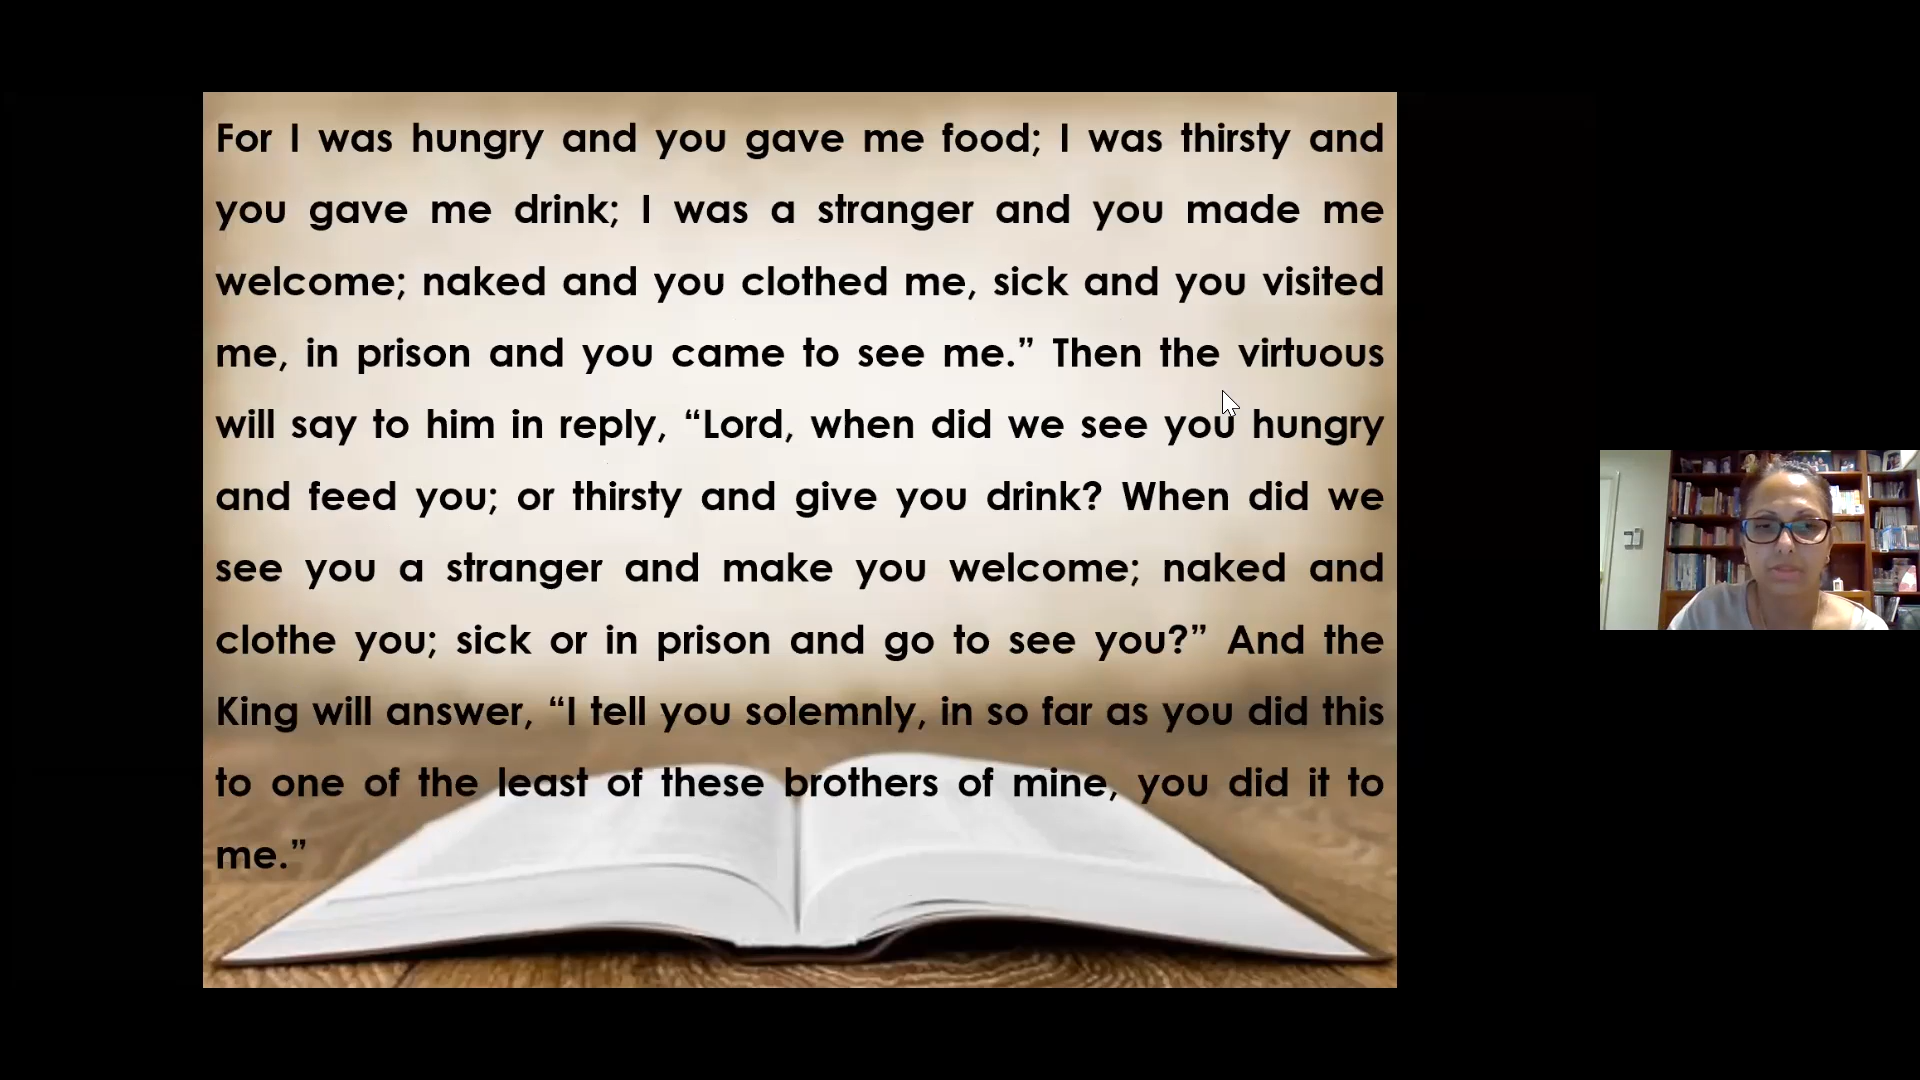 For I was hungry and you gave me food; I was thirsty and
you gave me drink; I was a stranger and you made me
welcome; naked and you clothed me, sick and you visited
me, in prison and you came to see me.” Then the virtuous
will say to him in reply, “Lord, when did we see you hungry
and feed you; or thirsty and give you drink? When did we
see you a stranger and make you welcome; naked and
clothe you; sick or in prison and go to see you?” And the
King will answer, “I tell you solemnly, in so far as you did this
to one of the least of these brothers of mine, you did it to
me.”